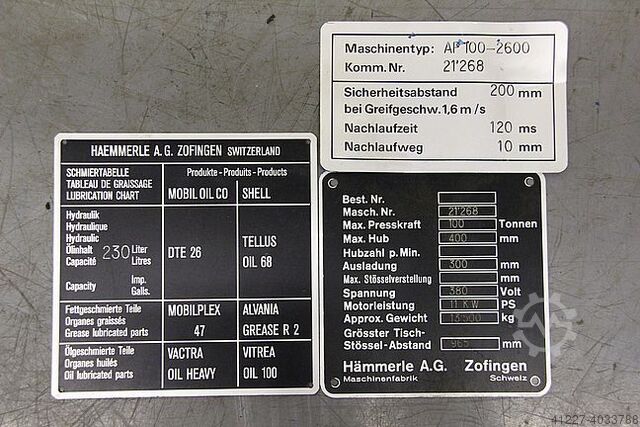 Maschinentyp: AP 100-2600
Komm. Nr. 21'268
Sicherheitsabstand 200 mm
bei Greifgeschw. 1,6 m/s
Nachlaufzeit 120 ms
Nachlaufweg 10 mm
HAEMMERLE A.G. ZOFINGEN SWITZERLAND
SCHMIERTABELLE
TABLEAU DE GRAISSAGE
LUBRICATION CHART
Produkte - Produits - Products
MOBIL OIL CO SHELL
Hydraulik
Hydraulique
Hydraulic
Ölinhalt 230 Liter
Capacité Litres
Capacity Imp. Galls.
DTE 26
TELLUS
OIL 68
Fettgeschmierte Teile
Organes graissés
Grease lubricated parts
MOBILPLEX
47
ALVANIA
GREASE R 2
Ölgeschmierte Teile
Organes huilés
Oil lubricated parts
VACTRA
OIL HEAVY
VITREA
OIL 100
Best. Nr.
Masch. Nr. 21'268
Max. Presskraft 100 Tonnen
Max. Hub 400 mm
Hubzahl p. Min.
Ausladung 300 mm
Max. Stösselverstellung mm
Spannung 380 Volt
Motorleistung 11 KW PS
Approx. Gewicht 13'500 kg
Grösster Tisch-
Stössel-Abstand 965 mm
Hämmerle A.G. Zofingen
Maschinenfabrik Schweiz
41227-4033786